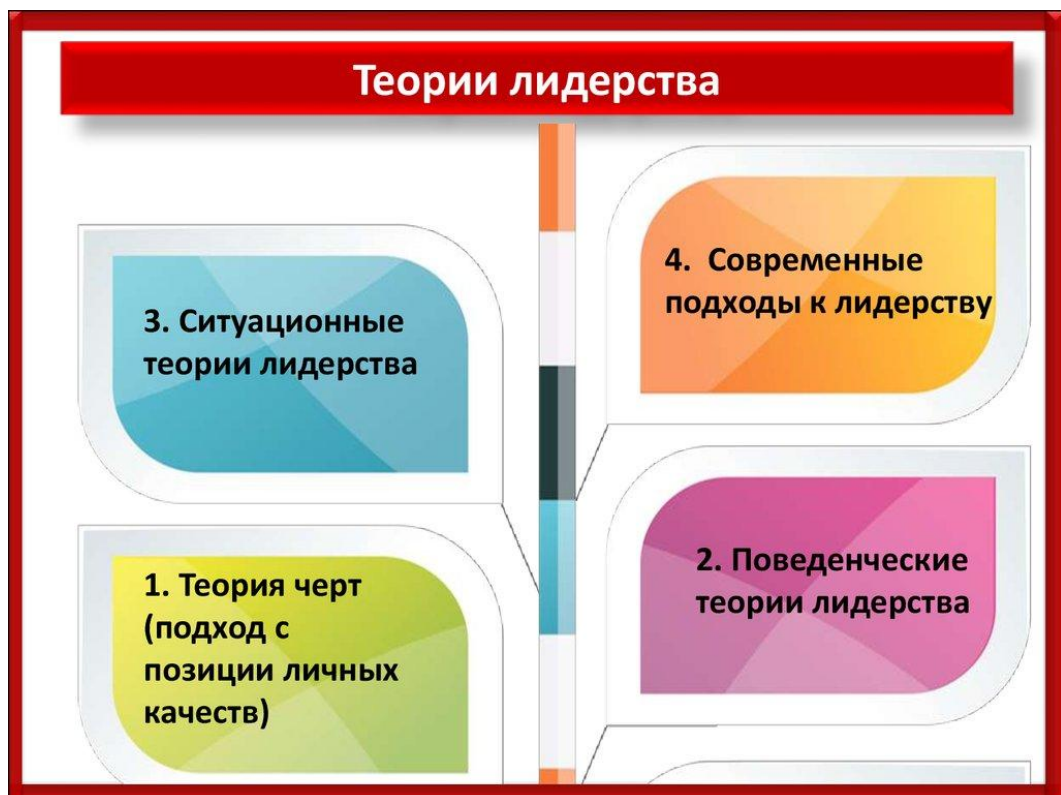 Теории лидерства
3. Ситуационные
теории лидерства
4.  Современные
подходы к лидерству
1. Теория черт
(подход с
позиции личных
качеств)
2. Поведенческие
теории лидерства